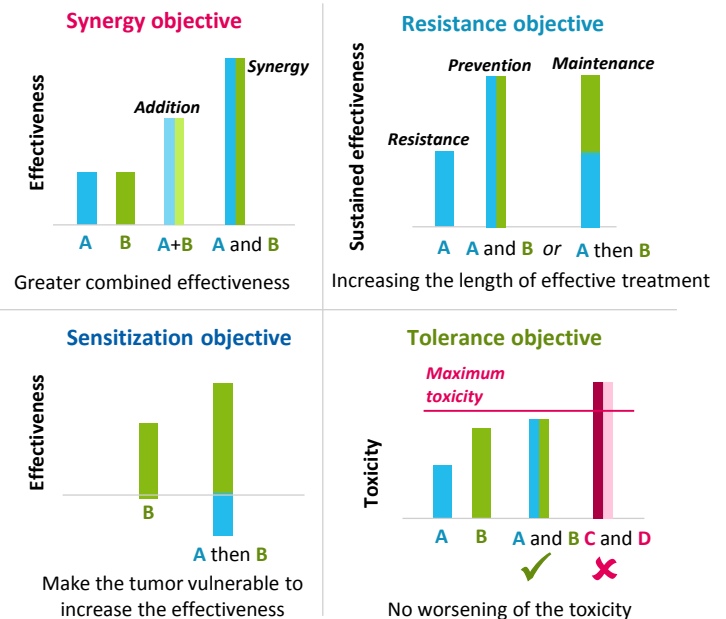 Synergy objective
Effectiveness
Addition
Synergy
A
B
A+B
A and B
Greater combined effectiveness
Resistance objective
Sustained effectiveness
Resistance
Prevention
Maintenance
A
A and B or A then B
Increasing the length of effective treatment
Sensitization objective
Effectiveness
B
A then B
Make the tumor vulnerable to
increase the effectiveness
Tolerance objective
Toxicity
Maximum
toxicity
A
B
A and B
C and D
No worsening of the toxicity